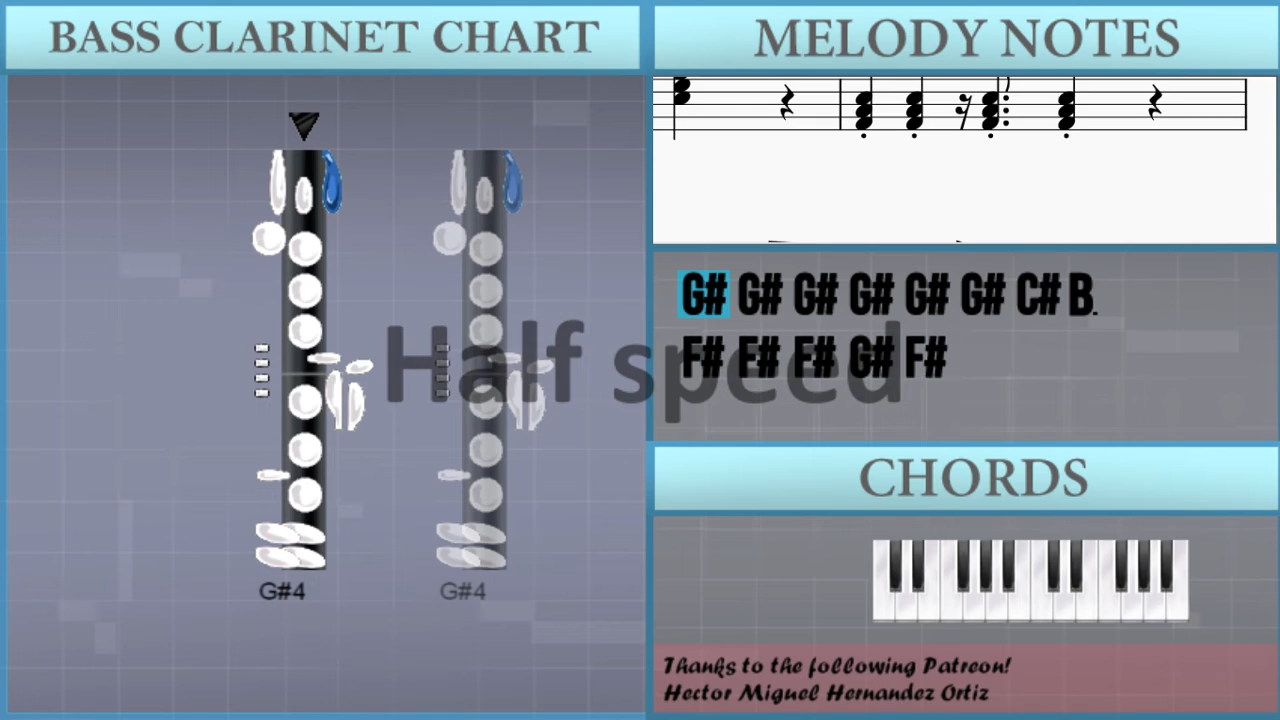 BASS CLARINET CHART
MELODY NOTES
G# G# G# G# G# G# C# B.
F# E# E# G# F#
Half speed
CHORDS
G#4
G#4
Thanks to the following Patreon!
Hector Miguel Hernandez Ortiz